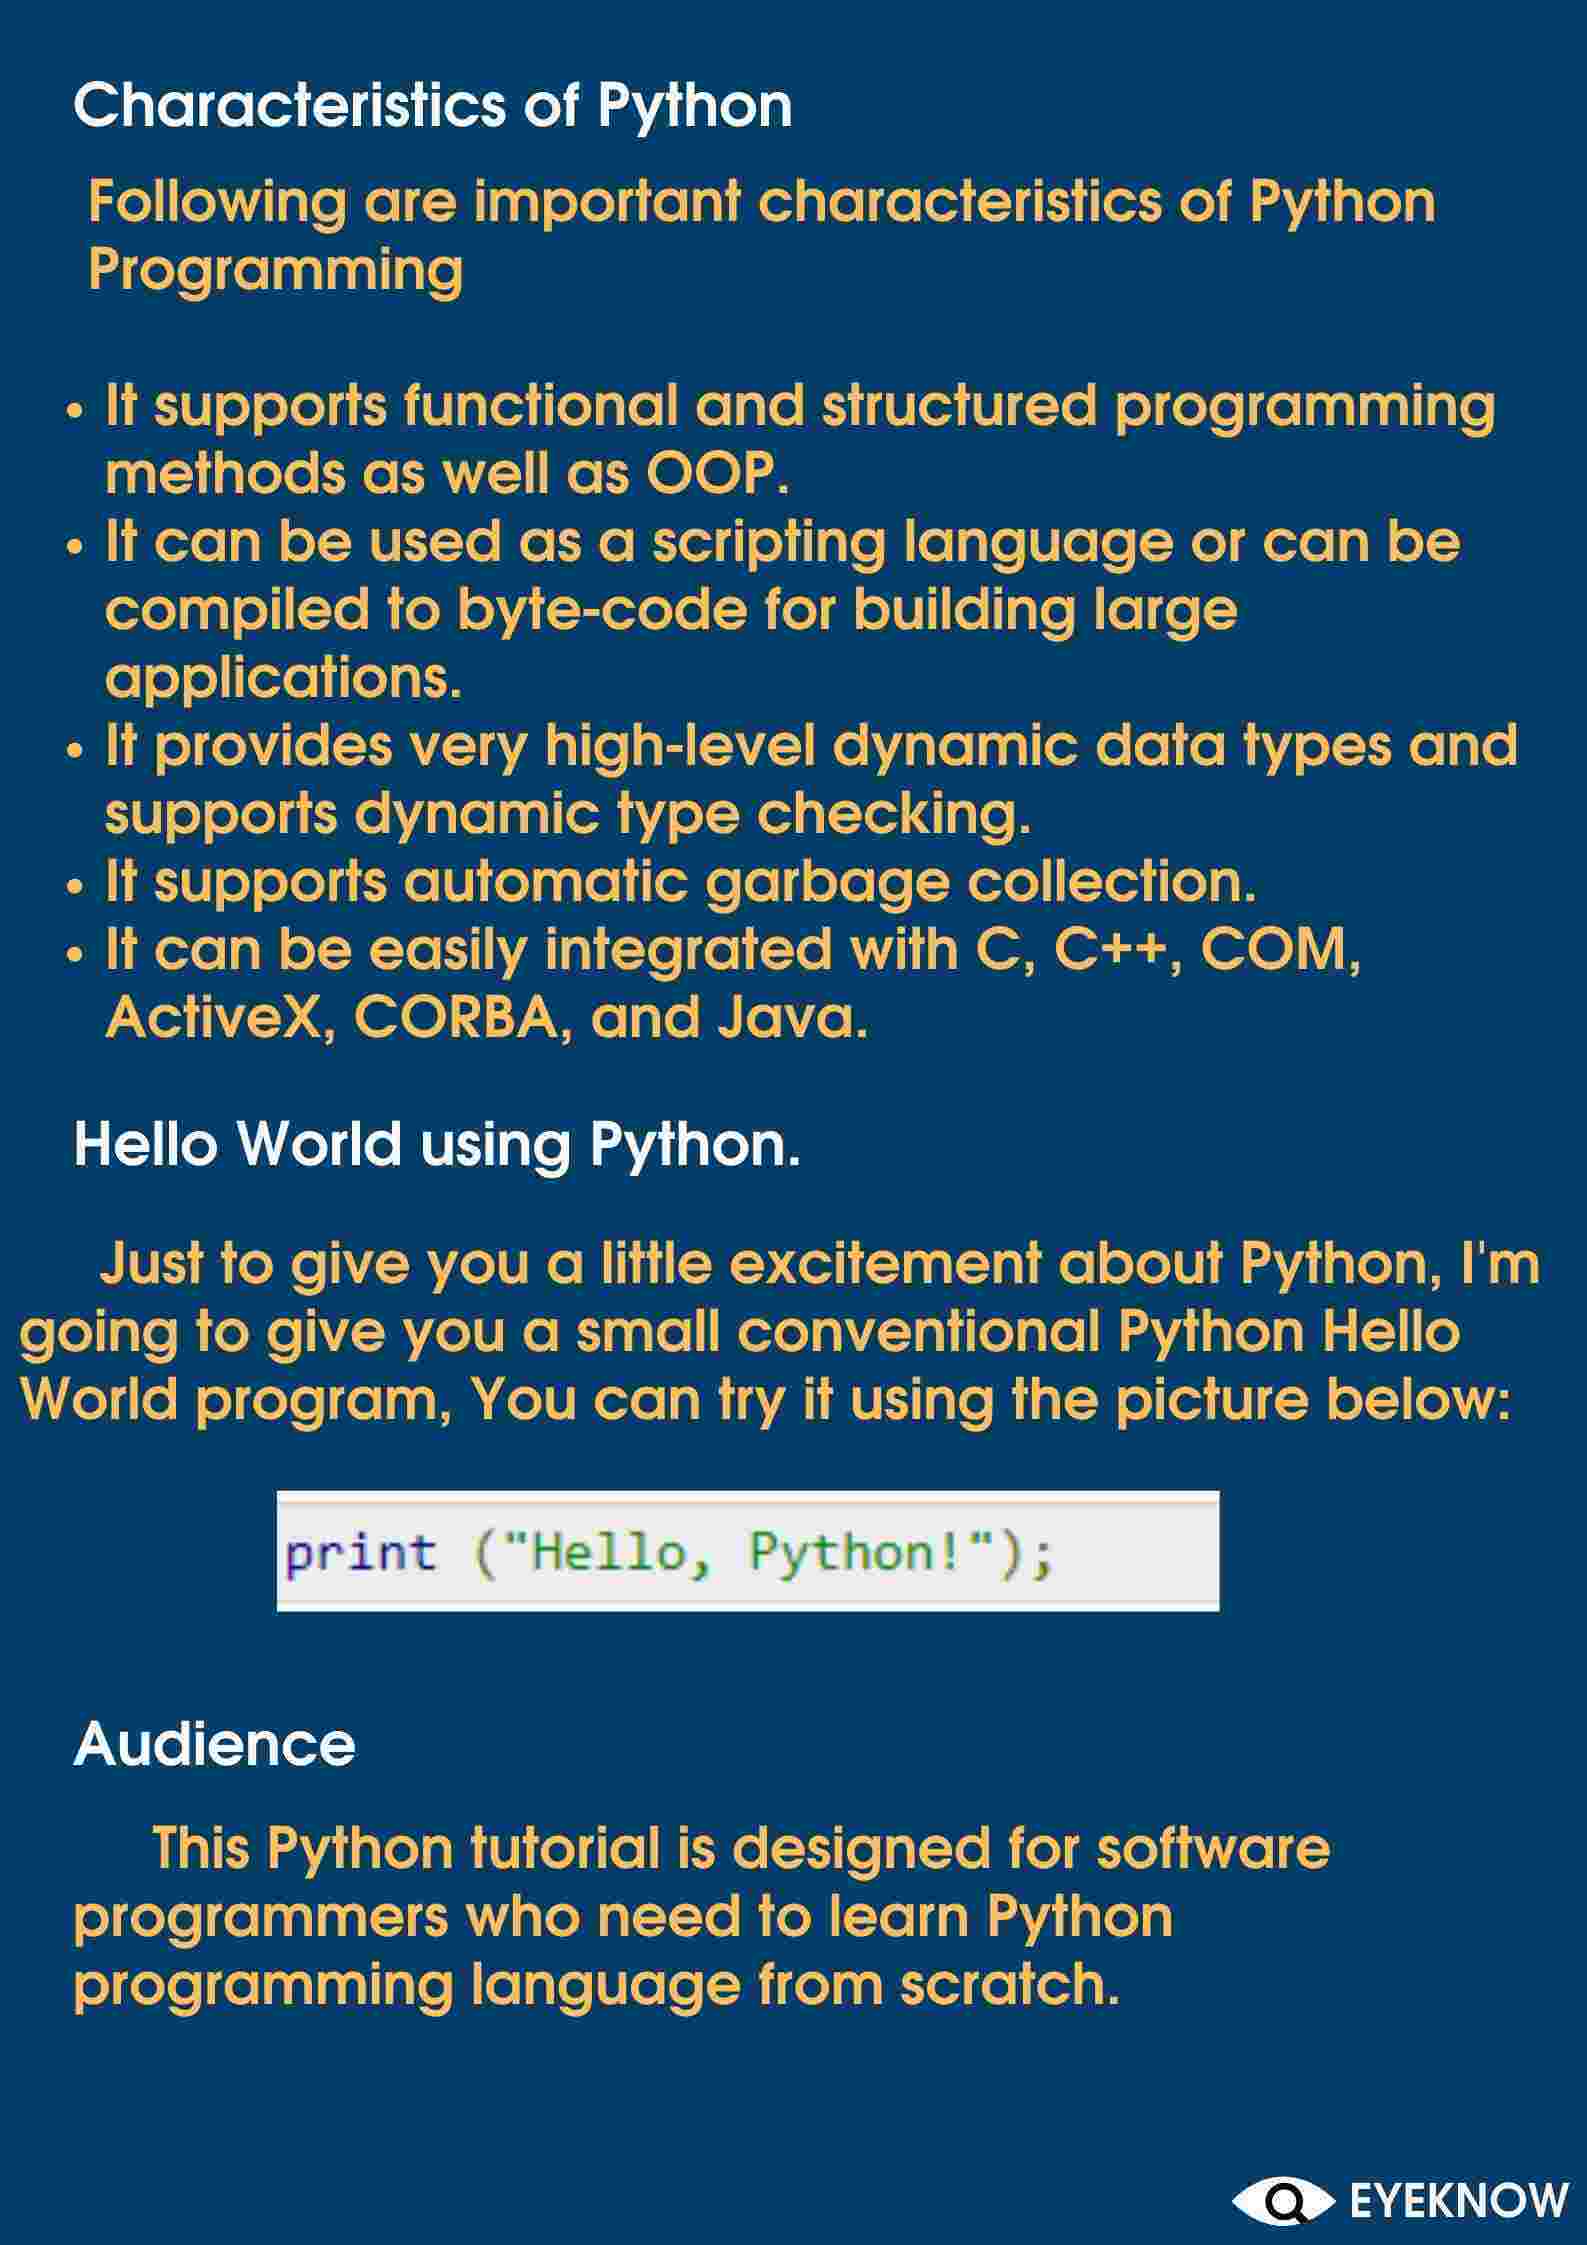 Characteristics of Python
Following are important characteristics of Python
Programming
• It supports functional and structured programming
methods as well as OOP.
• It can be used as a scripting language or can be
compiled to byte-code for building large
applications.
• It provides very high-level dynamic data types and
supports dynamic type checking.
• It supports automatic garbage collection.
• It can be easily integrated with C, C++, COM,
ActiveX, CORBA, and Java.
Hello World using Python.
Just to give you a little excitement about Python, I'm
going to give you a small conventional Python Hello
World program, You can try it using the picture below:
print ("Hello, Python!");
Audience
This Python tutorial is designed for software
programmers who need to learn Python
programming language from scratch.
EYEKNOW